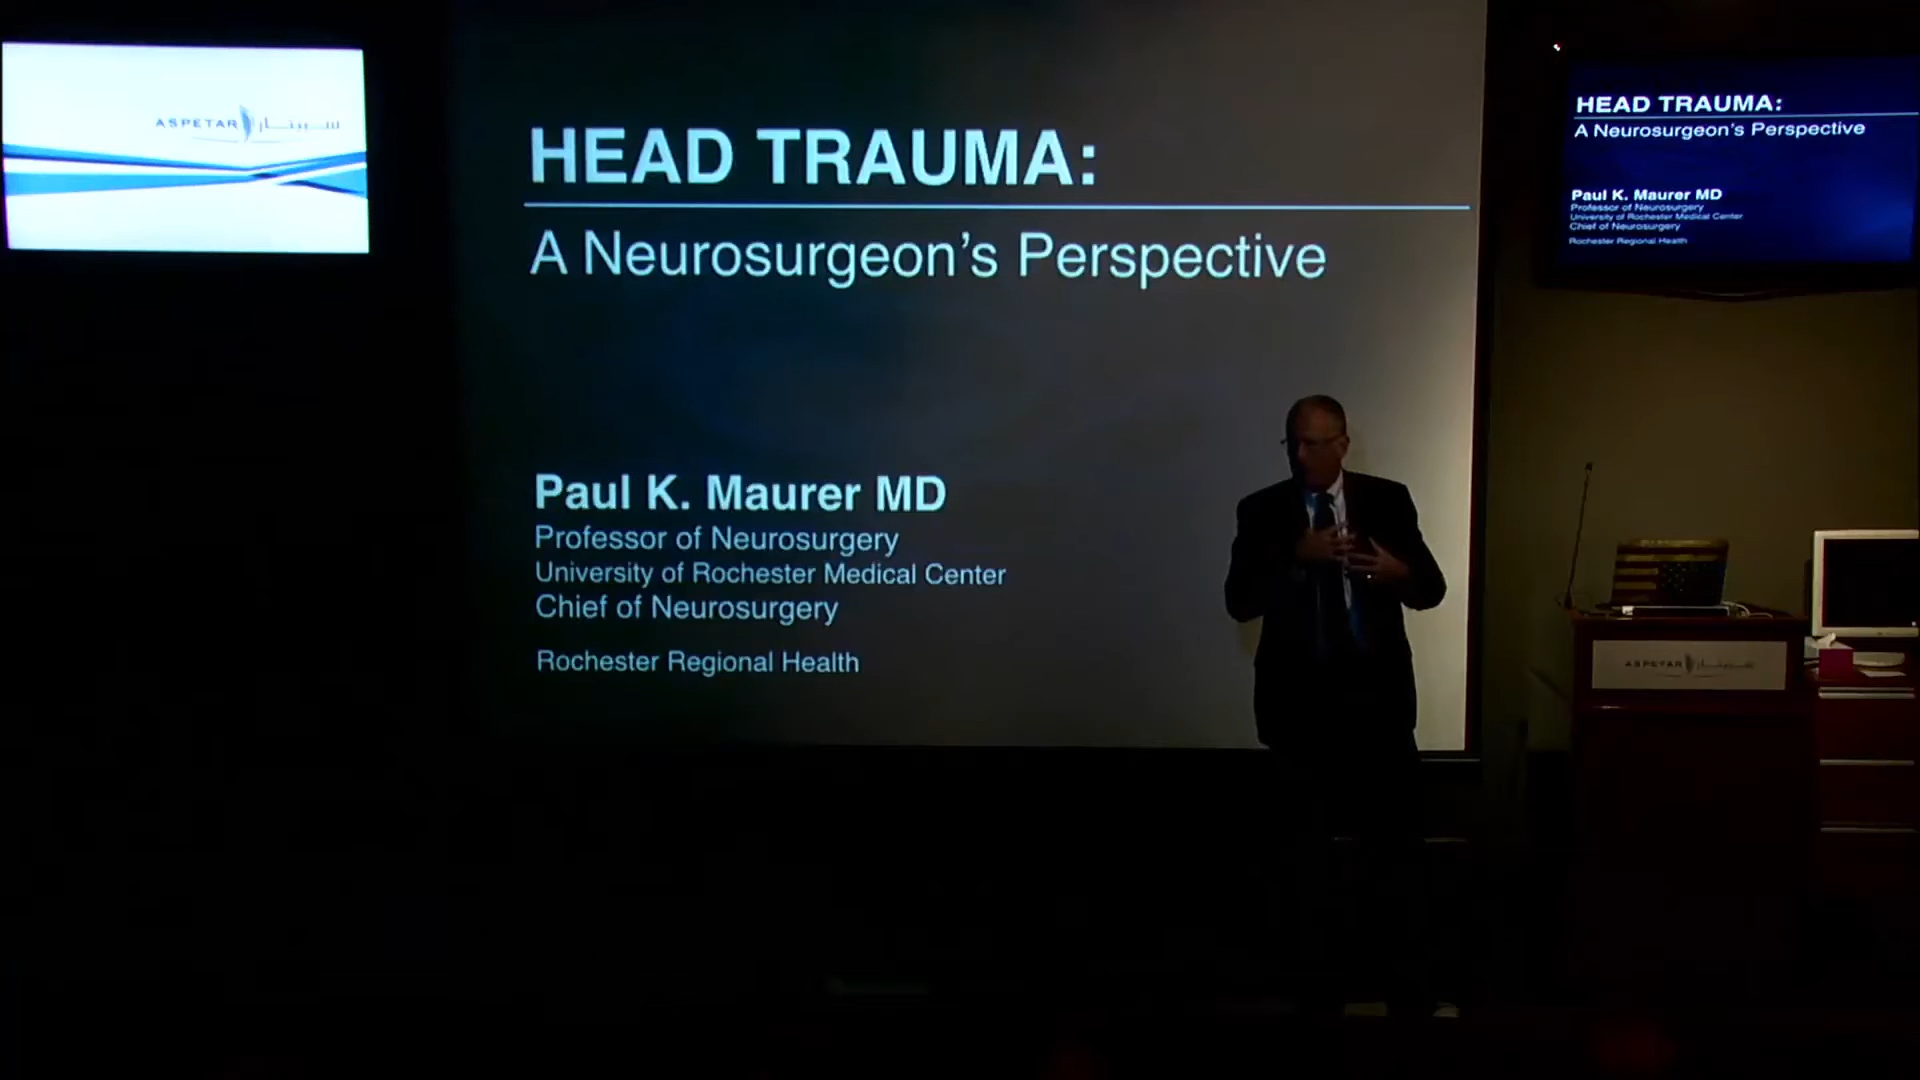 ASPETAR سبيتار
HEAD TRAUMA:
A Neurosurgeon's Perspective
Paul K. Maurer MD
Professor of Neurosurgery
University of Rochester Medical Center
Chief of Neurosurgery
Rochester Regional Health
HEAD TRAUMA:
A Neurosurgeon's Perspective
Paul K. Maurer MD
Professor of Neurosurgery
University of Rochester Medical Center
Chief of Neurosurgery
Rochester Regional Health
ASPETAR سبيتار